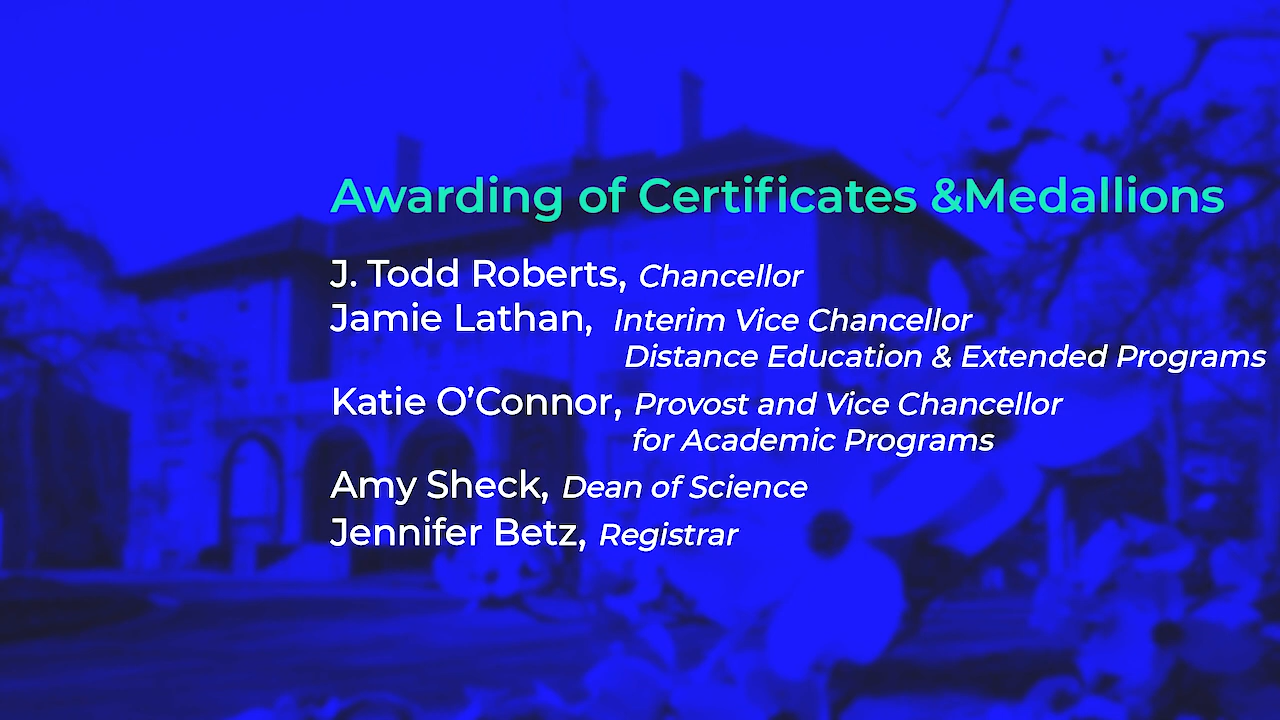 Awarding of Certificates &Medallions
J. Todd Roberts, Chancellor
Jamie Lathan, Interim Vice Chancellor
Distance Education & Extended Programs
Katie O’Connor, Provost and Vice Chancellor
for Academic Programs
Amy Sheck, Dean of Science
Jennifer Betz, Registrar